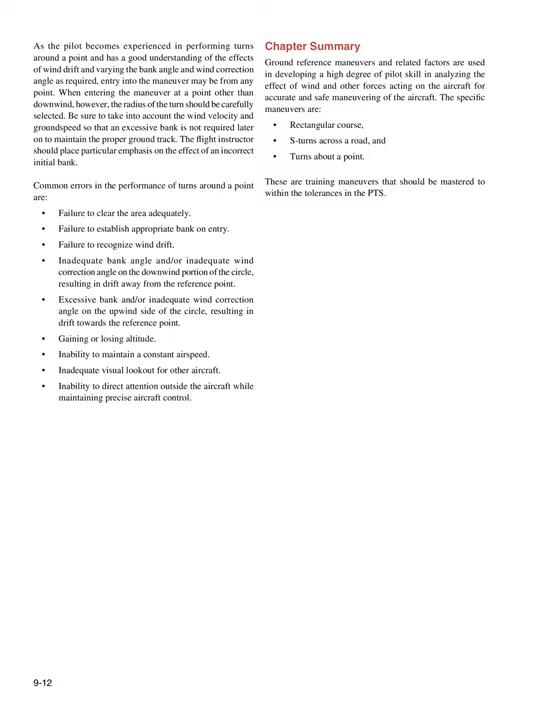 As the pilot becomes experienced in performing turns
around a point and has a good understanding of the effects
of wind drift and varying the bank angle and wind correction
angle as required, entry into the maneuver may be from any
point. When entering the maneuver at a point other than
downwind, however, the radius of the turn should be carefully
selected. Be sure to take into account the wind velocity and
groundspeed so that an excessive bank is not required later
on to maintain the proper ground track. The flight instructor
should place particular emphasis on the effect of an incorrect
initial bank.
Common errors in the performance of turns around a point
are:
• Failure to clear the area adequately.
• Failure to establish appropriate bank on entry.
• Failure to recognize wind drift.
• Inadequate bank angle and/or inadequate wind
correction angle on the downwind portion of the circle,
resulting in drift away from the reference point.
• Excessive bank and/or inadequate wind correction
angle on the upwind side of the circle, resulting in
drift towards the reference point.
• Gaining or losing altitude.
• Inability to maintain a constant airspeed.
• Inadequate visual lookout for other aircraft.
• Inability to direct attention outside the aircraft while
maintaining precise aircraft control.
Chapter Summary
Ground reference maneuvers and related factors are used
in developing a high degree of pilot skill in analyzing the
effect of wind and other forces acting on the aircraft for
accurate and safe maneuvering of the aircraft. The specific
maneuvers are:
• Rectangular course,
• S-turns across a road, and
• Turns about a point.
These are training maneuvers that should be mastered to
within the tolerances in the PTS.
9-12